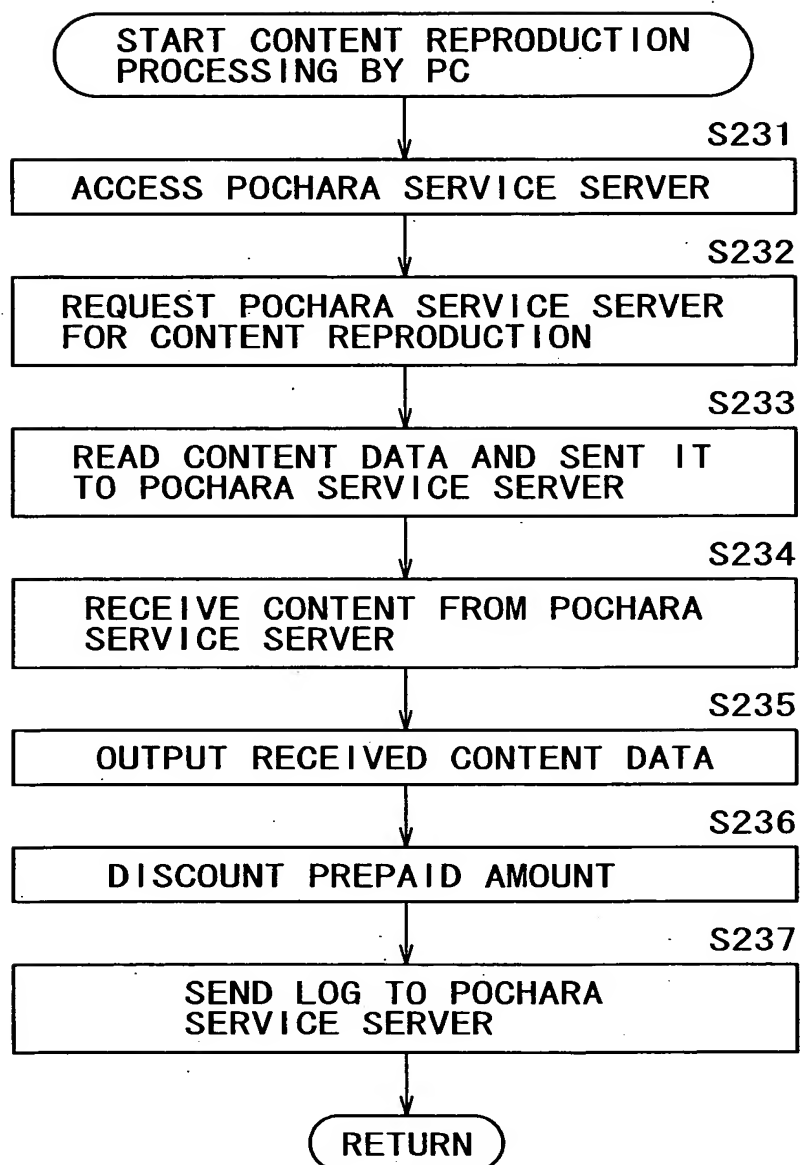 START CONTENT REPRODUCTION
PROCESSING BY PC
S231
ACCESS POCHARA SERVICE SERVER
S232
REQUEST POCHARA SERVICE SERVER
FOR CONTENT REPRODUCTION
S233
READ CONTENT DATA AND SENT IT
TO POCHARA SERVICE SERVER
S234
RECEIVE CONTENT FROM POCHARA
SERVICE SERVER
S235
OUTPUT RECEIVED CONTENT DATA
S236
DISCOUNT PREPAID AMOUNT
S237
SEND LOG TO POCHARA
SERVICE SERVER
RETURN